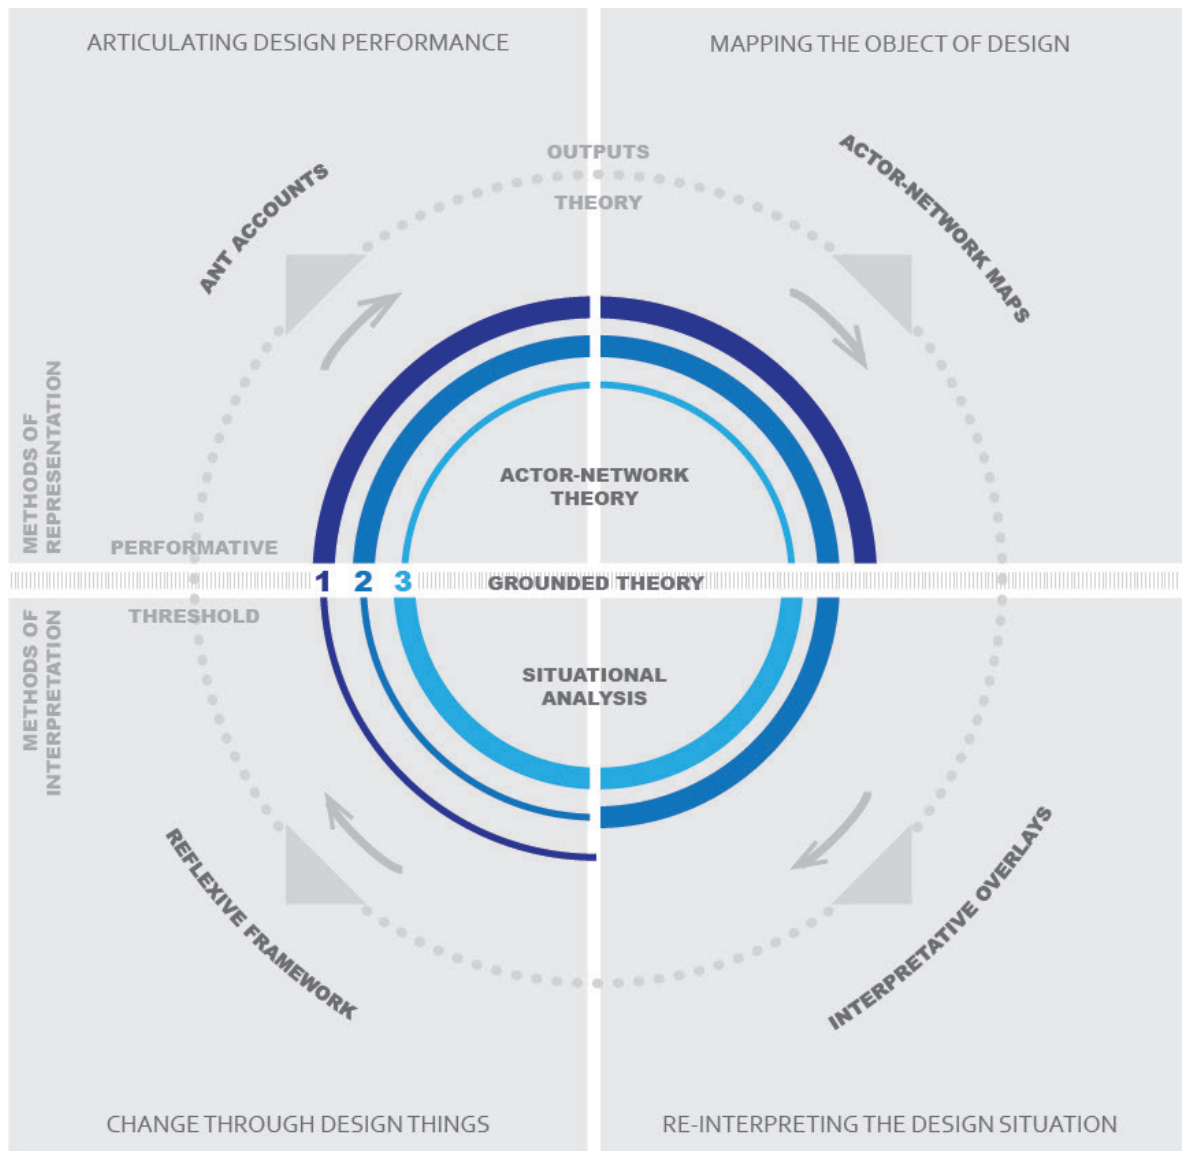 ARTICULATING DESIGN PERFORMANCE
MAPPING THE OBJECT OF DESIGN
OUTPUTS
THEORY
ANT ACCOUNTS
ACTOR-NETWORK MAPS
METHODS OF
REPRESENTATION
ACTOR-NETWORK
THEORY
PERFORMATIVE
1 2 3 GROUNDED THEORY
THRESHOLD
METHODS OF
INTERPRETATION
SITUATIONAL
ANALYSIS
REFLEXIVE FRAMEWORK
INTERPRETATIVE OVERLAYS
CHANGE THROUGH DESIGN THINGS
RE-INTERPRETING THE DESIGN SITUATION